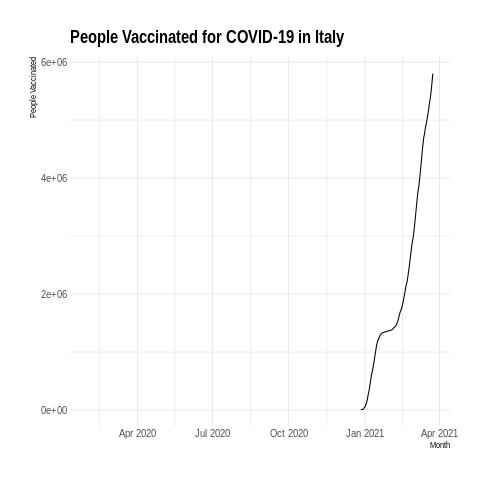 People Vaccinated for COVID-19 in Italy
People Vaccinated
6e+06
4e+06
2e+06
0e+00
Apr 2020 Jul 2020 Oct 2020 Jan 2021 Apr 2021
Month